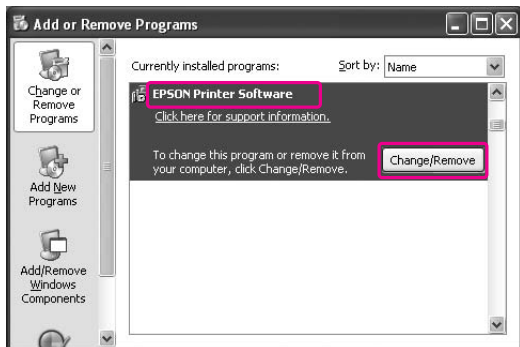 Add or Remove Programs
Change or
Remove
Programs
Add New
Programs
Add/Remove
Windows
Components
Currently installed programs:
Sort by: Name
EPSON Printer Software
Click here for support information.
To change this program or remove it from
your computer, click Change/Remove.
Change/Remove